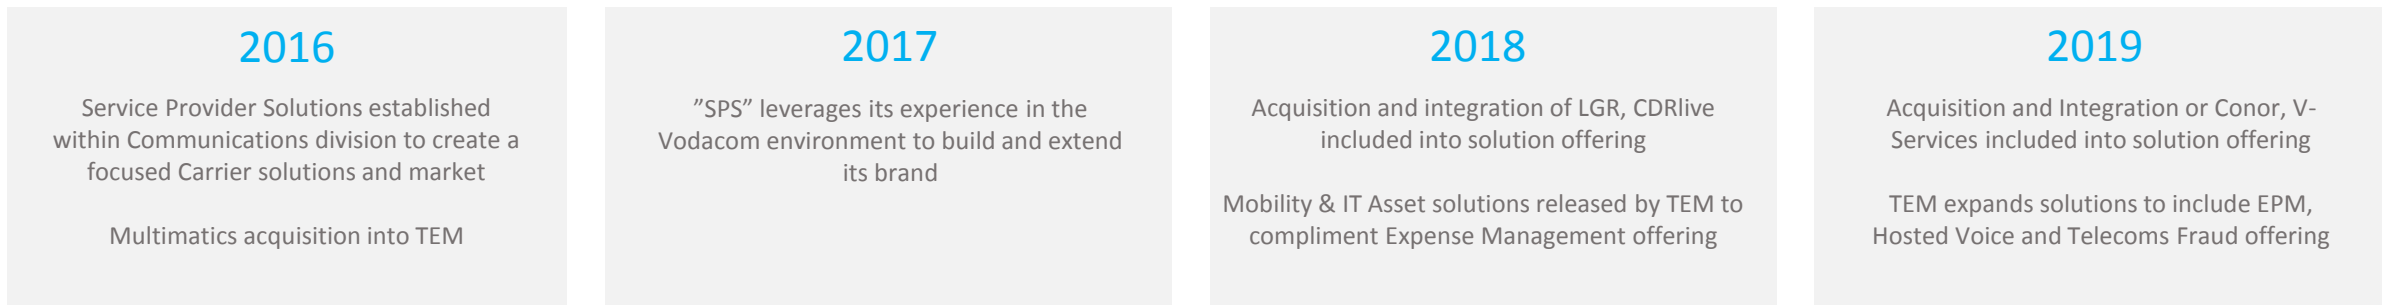 2016
Service Provider Solutions established
within Communications division to create a
focused Carrier solutions and market
Multimatics acquisition into TEM
2017
”SPS” leverages its experience in the
Vodacom environment to build and extend
its brand
2018
Acquisition and integration of LGR, CDRlive
included into solution offering
Mobility & IT Asset solutions released by TEM to
compliment Expense Management offering
2019
Acquisition and Integration or Conor, V-
Services included into solution offering
TEM expands solutions to include EPM,
Hosted Voice and Telecoms Fraud offering